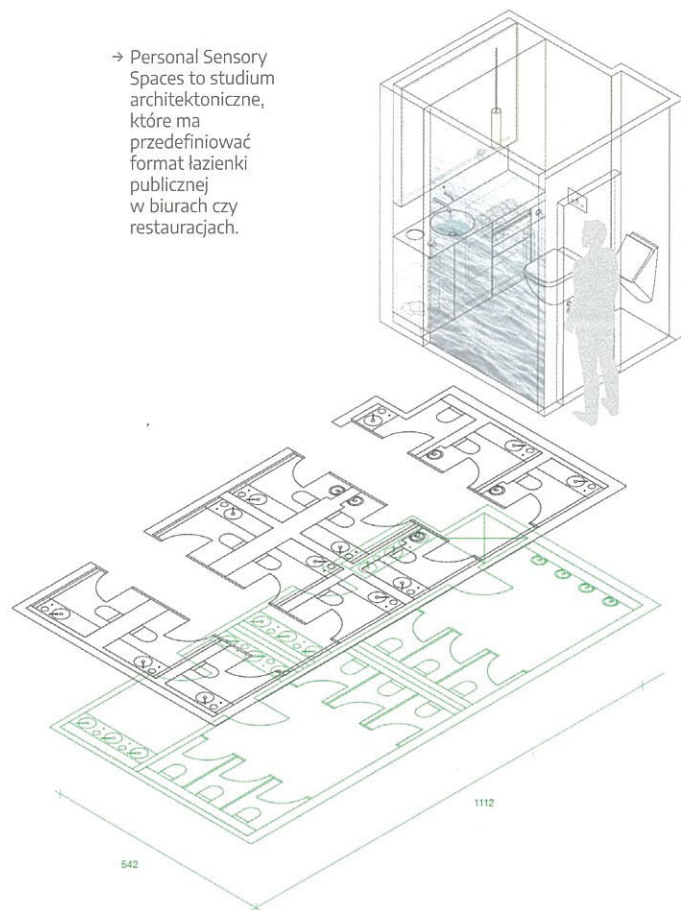 → Personal Sensory
Spaces to studium
architektoniczne,
które ma
przedefiniować
format łazienki
publicznej
w biurach czy
restauracjach.
1112
542